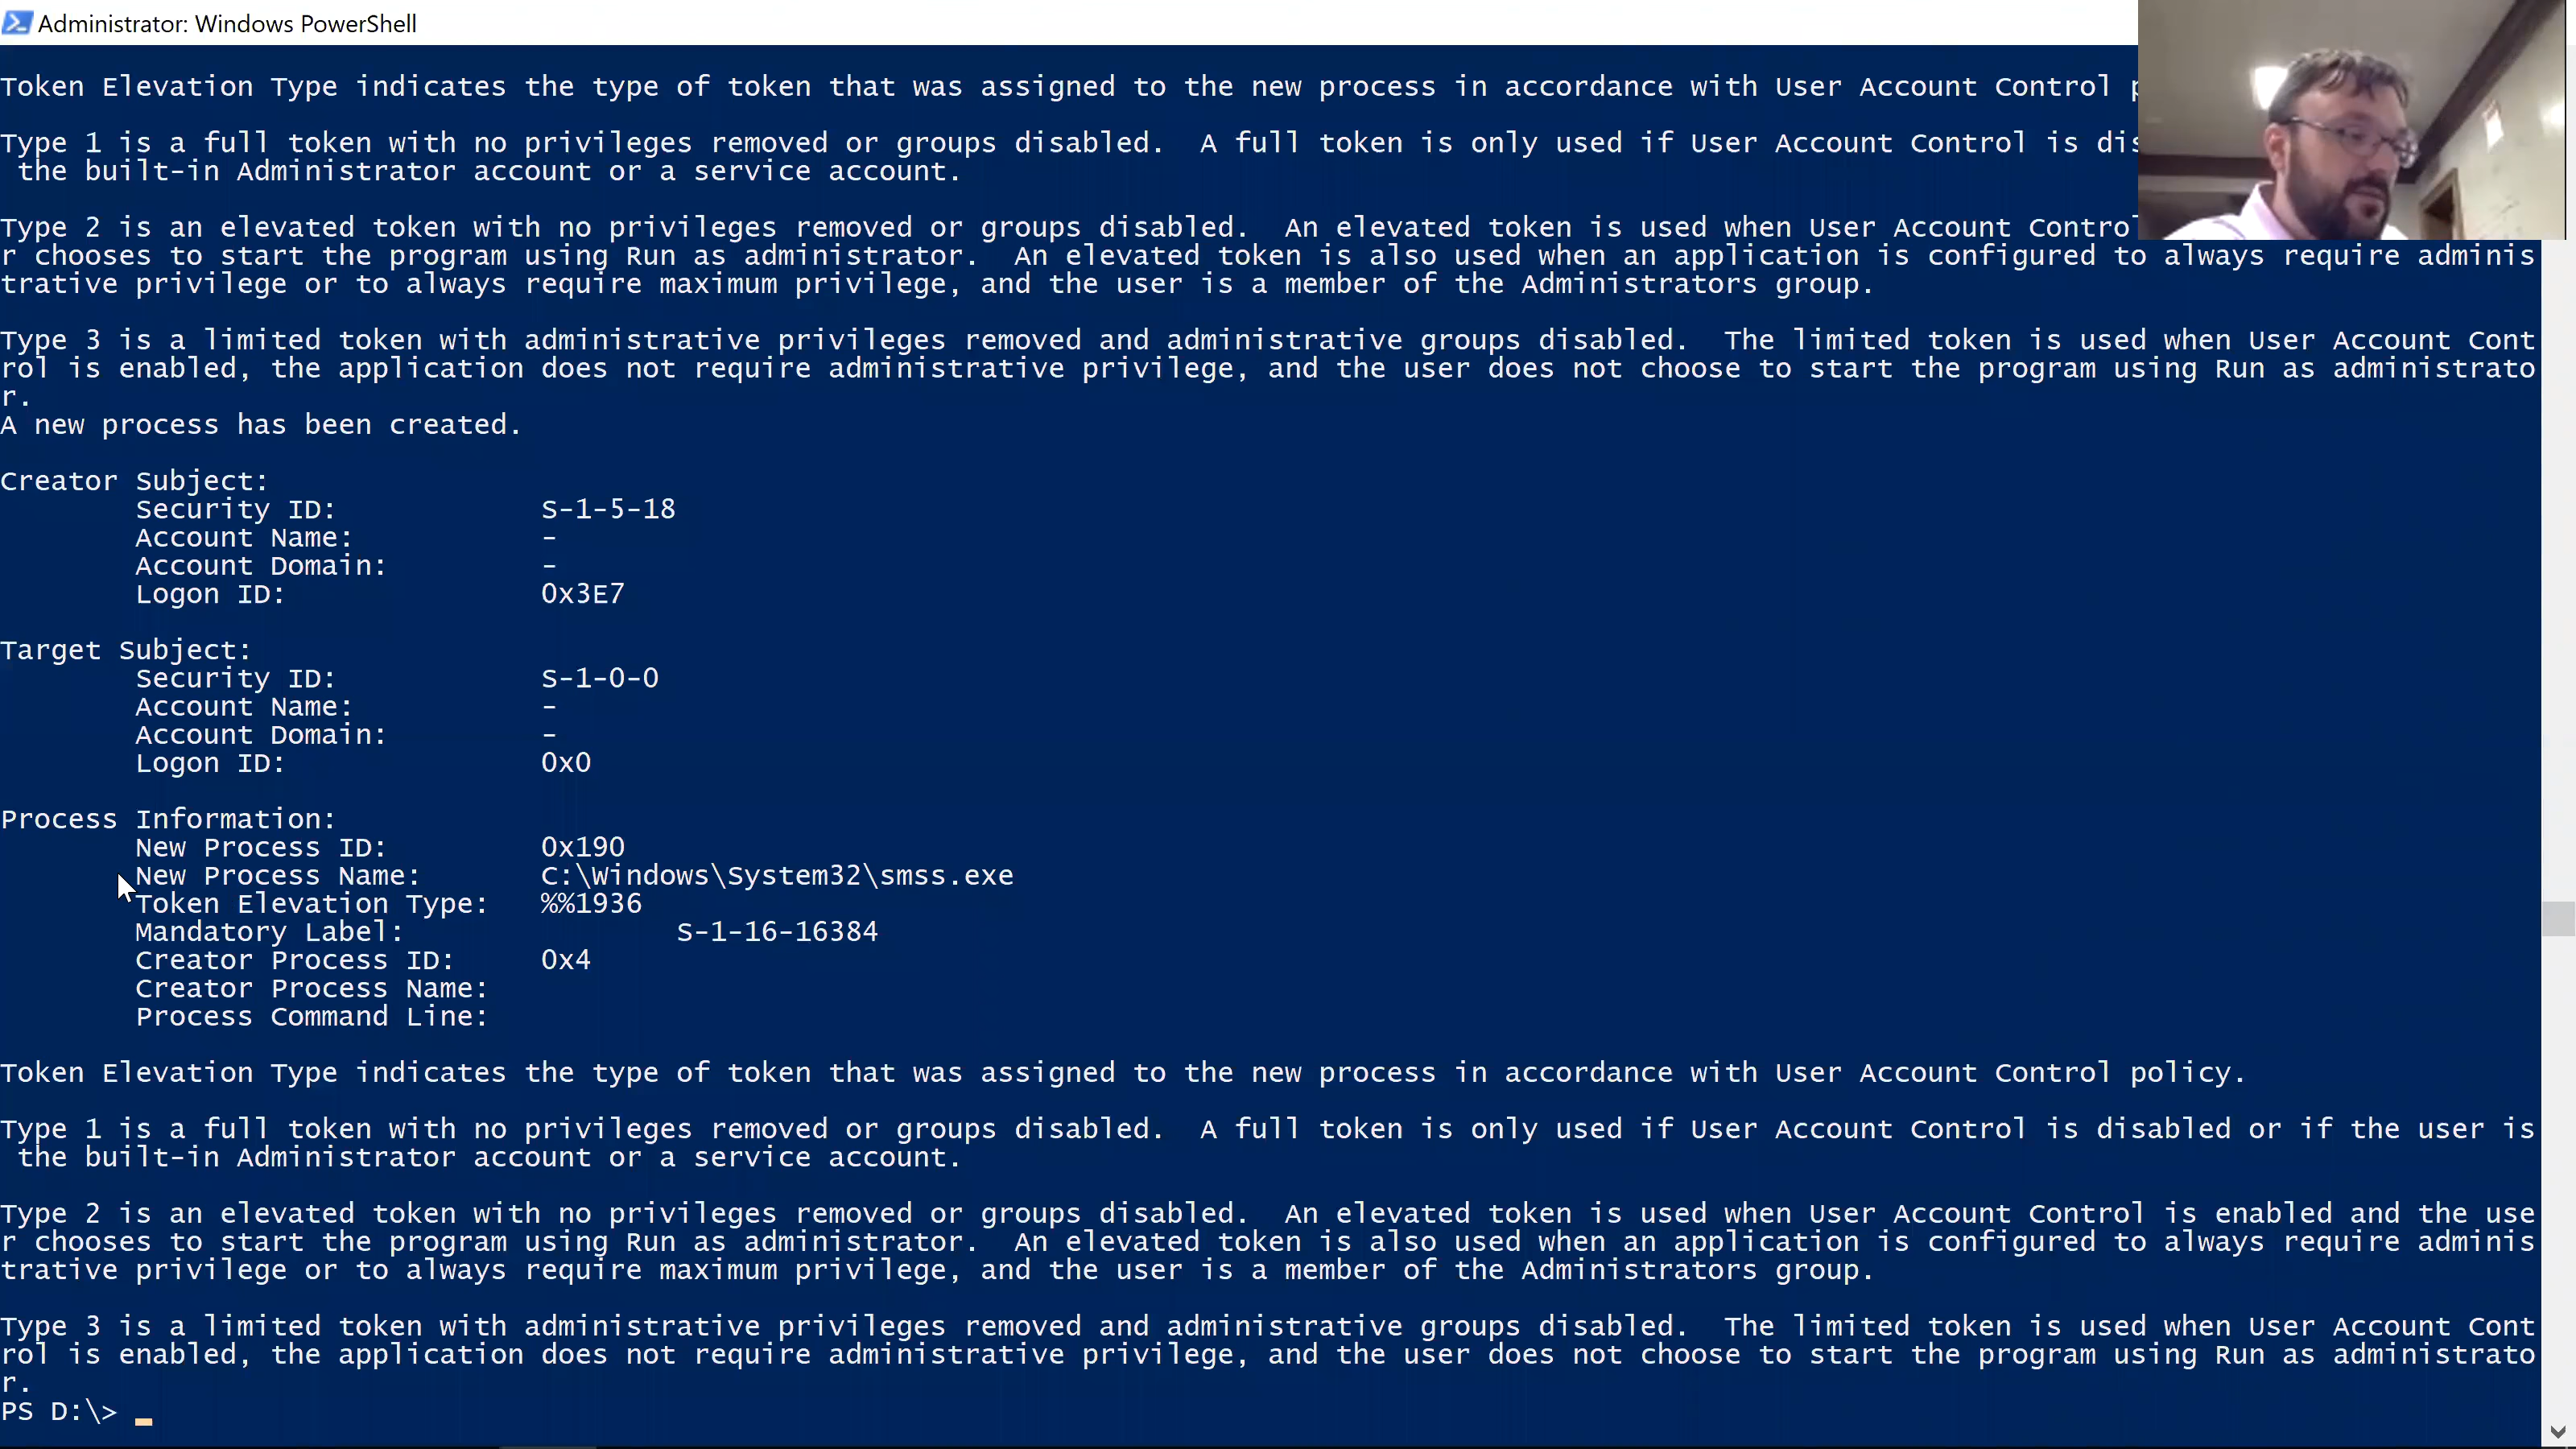 Administrator: Windows PowerShell
Token Elevation Type indicates the type of token that was assigned to the new process in accordance with User Account Control
Type 1 is a full token with no privileges removed or groups disabled.  A full token is only used if User Account Control is
 the built-in Administrator account or a service account.
Type 2 is an elevated token with no privileges removed or groups disabled.  An elevated token is used when User Account Contro
r chooses to start the program using Run as administrator.  An elevated token is also used when an application is configured to always require adminis
trative privilege or to always require maximum privilege, and the user is a member of the Administrators group.
Type 3 is a limited token with administrative privileges removed and administrative groups disabled.  The limited token is used when User Account Cont
rol is enabled, the application does not require administrative privilege, and the user does not choose to start the program using Run as administrato
r.
A new process has been created.
Creator Subject:
Security ID: S-1-5-18
Account Name: -
Account Domain: -
Logon ID: 0x3E7
Target Subject:
Security ID: S-1-0-0
Account Name: -
Account Domain: -
Logon ID: 0x0
Process Information:
New Process ID: 0x190
New Process Name: C:\Windows\System32\smss.exe
Token Elevation Type: %%1936
Mandatory Label: S-1-16-16384
Creator Process ID: 0x4
Creator Process Name:
Process Command Line:
Token Elevation Type indicates the type of token that was assigned to the new process in accordance with User Account Control policy.
Type 1 is a full token with no privileges removed or groups disabled.  A full token is only used if User Account Control is disabled or if the user is
 the built-in Administrator account or a service account.
Type 2 is an elevated token with no privileges removed or groups disabled.  An elevated token is used when User Account Control is enabled and the use
r chooses to start the program using Run as administrator.  An elevated token is also used when an application is configured to always require adminis
trative privilege or to always require maximum privilege, and the user is a member of the Administrators group.
Type 3 is a limited token with administrative privileges removed and administrative groups disabled.  The limited token is used when User Account Cont
rol is enabled, the application does not require administrative privilege, and the user does not choose to start the program using Run as administrato
r.
PS D:\> _